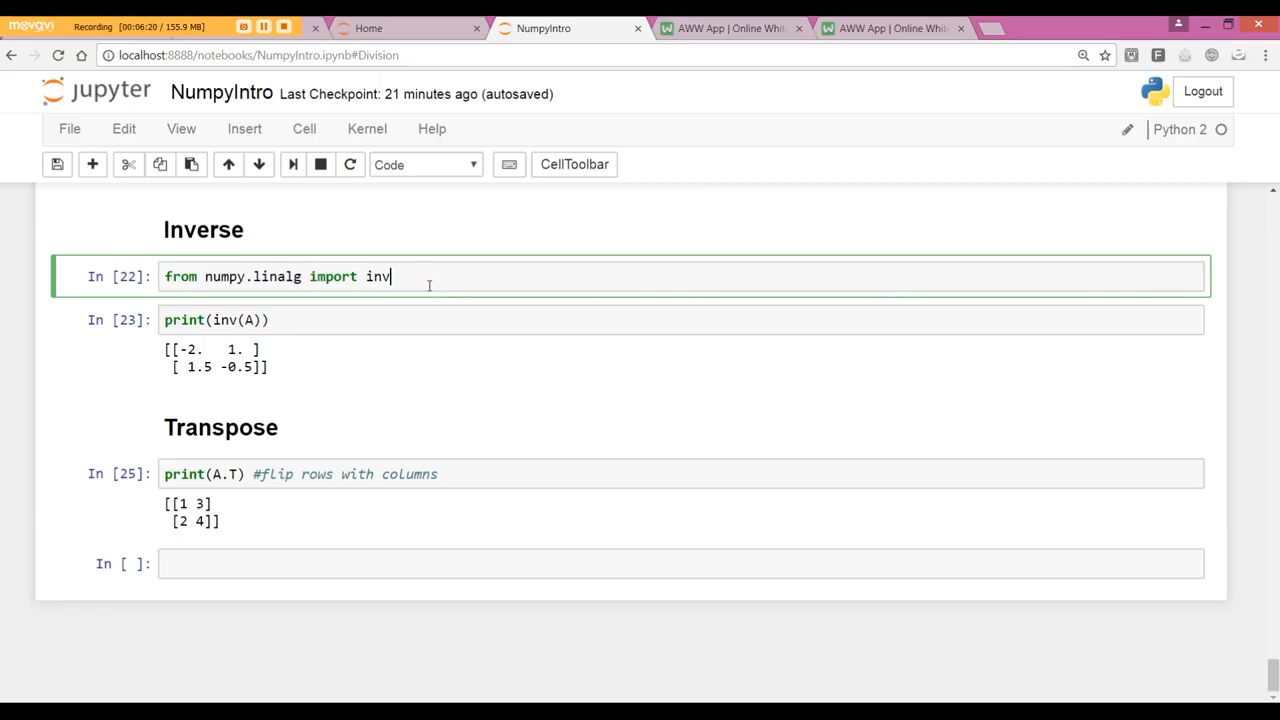 movavi Recording (00:06:20 / 155.9 MB)
Home
NumpyIntro
AWW App | Online Whit
AWW App | Online Whit
localhost:8888/notebooks/NumpyIntro.ipynb#Division
jupyter NumpyIntro Last Checkpoint: 21 minutes ago (autosaved)
Logout
File Edit View Insert Cell Kernel Help
Python 2
Code
CellToolbar
Inverse
In [22]: from numpy.linalg import inv
In [23]: print(inv(A))
[[-2. 1. ]
[ 1.5 -0.5]]
Transpose
In [25]: print(A.T) #flip rows with columns
[[1 3]
[2 4]]
In [ ]: